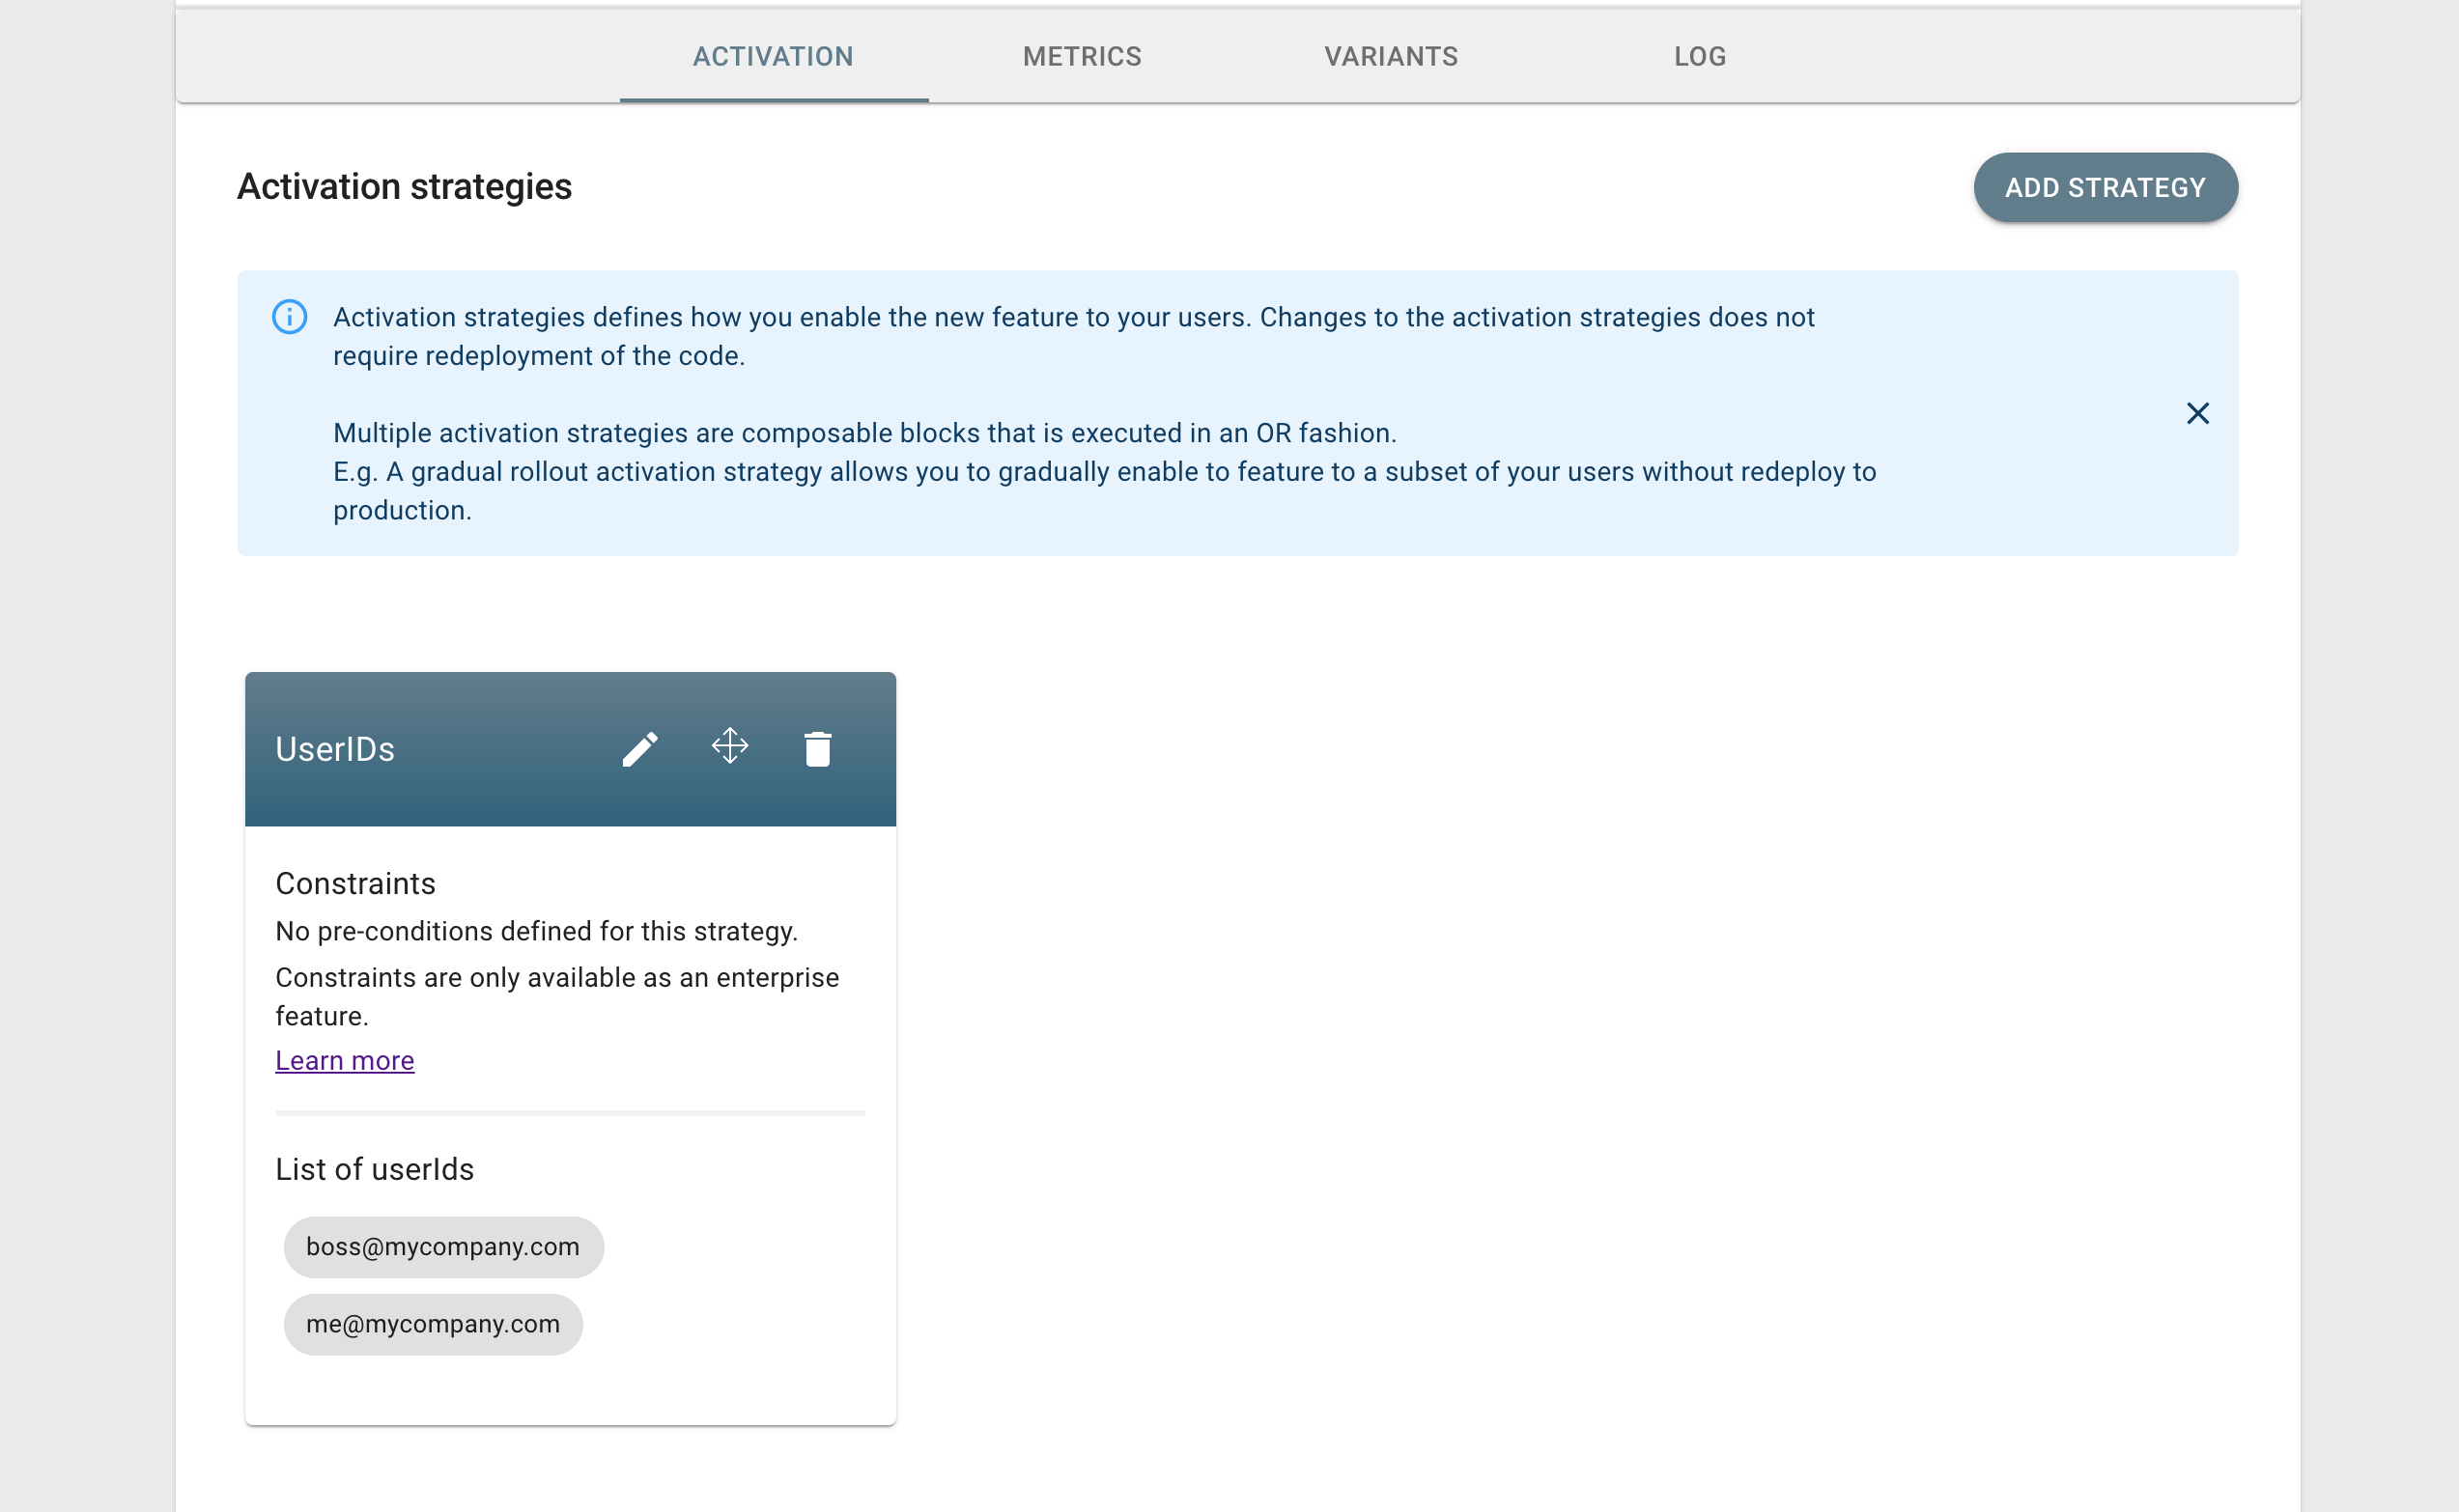 ACTIVATION METRICS VARIANTS LOG
Activation strategies
ADD STRATEGY
Activation strategies defines how you enable the new feature to your users. Changes to the activation strategies does not
require redeployment of the code.
Multiple activation strategies are composable blocks that is executed in an OR fashion.
E.g. A gradual rollout activation strategy allows you to gradually enable to feature to a subset of your users without redeploy to
production.
UserIDs
Constraints
No pre-conditions defined for this strategy.
Constraints are only available as an enterprise
feature.
Learn more
List of userIds
boss@mycompany.com
me@mycompany.com